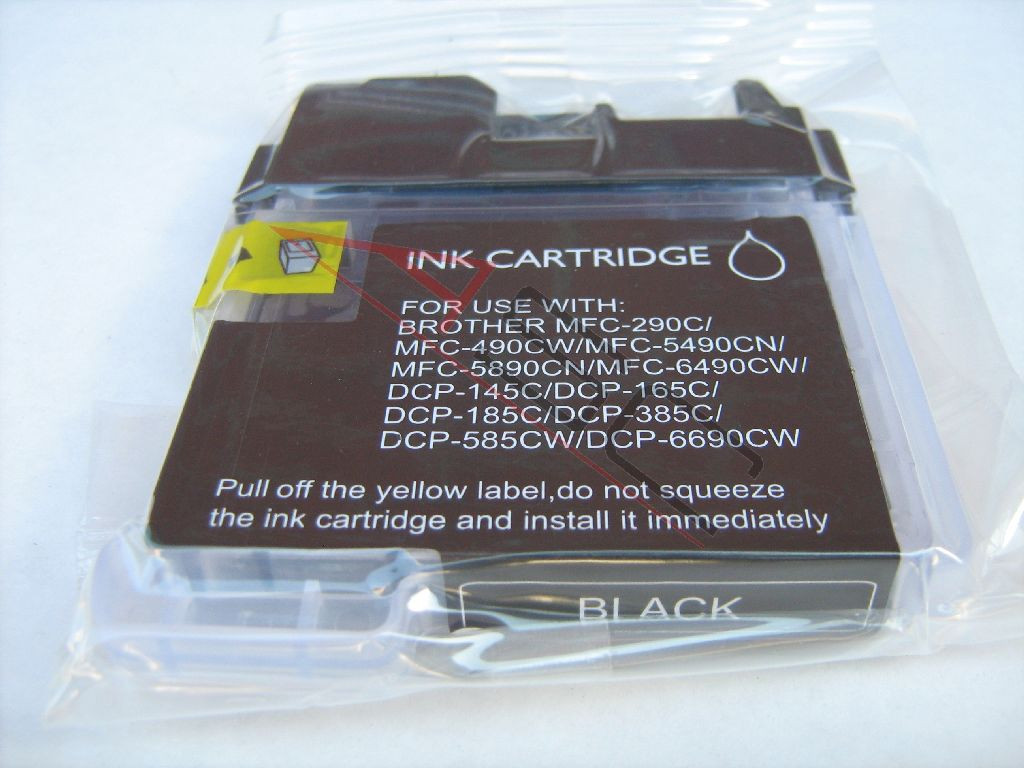 INK CARTRIDGE
FOR USE WITH:
BROTHER MFC-290C/
MFC-490CW/MFC-5490CN/
MFC-5890CN/MFC-6490CW/
DCP-145C/DCP-165C/
DCP-185C/DCP-385C/
DCP-585CW/DCP-6690CW
Pull off the yellow label,do not squeeze
the ink cartridge and install it immediately
BLACK